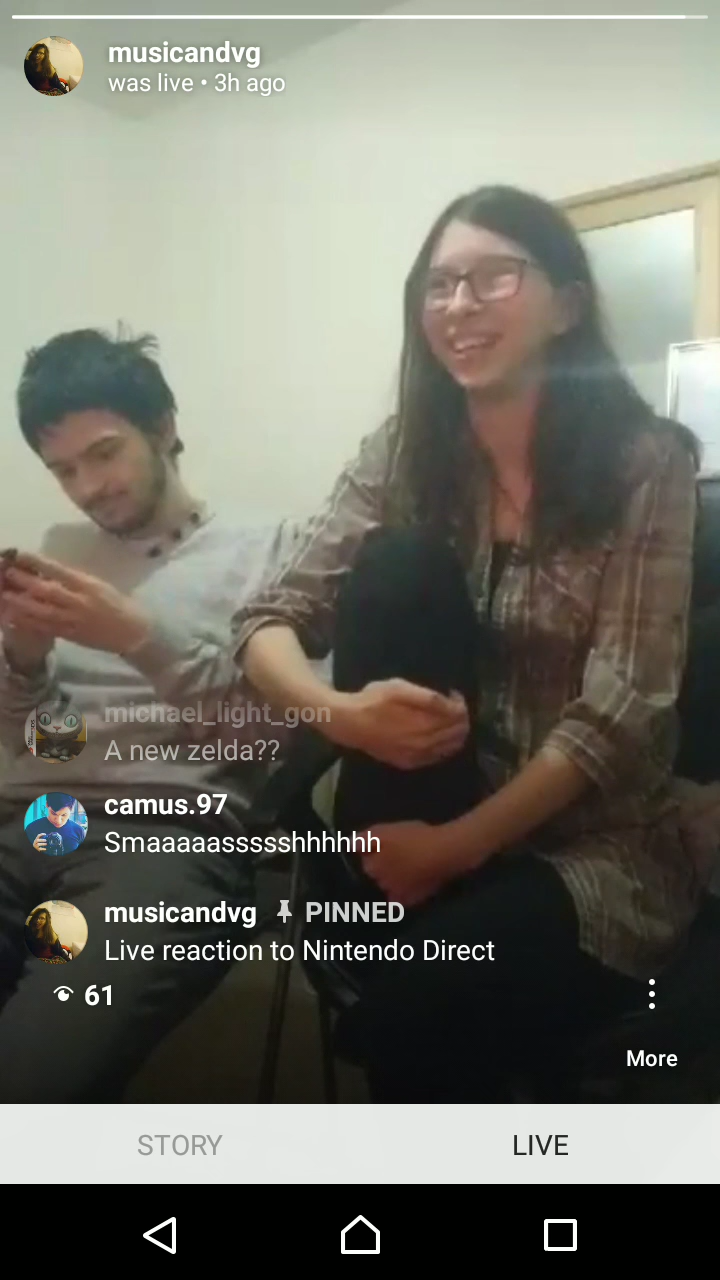 musicandvg
was live • 3h ago
michael_light_gon
A new zelda??
camus.97
Smaaaaassssshhhhhh
musicandvg PINNED
Live reaction to Nintendo Direct
61
More
STORY LIVE